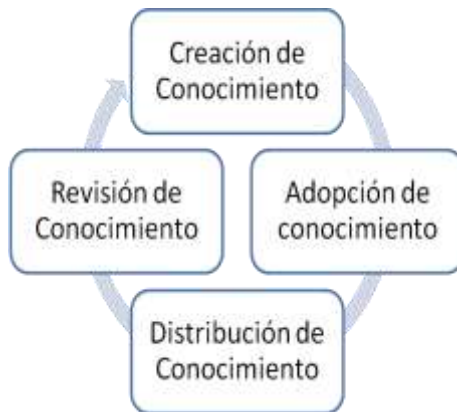 Creación de
Conocimiento
Adopción de
conocimiento
Distribución de
Conocimiento
Revisión de
Conocimiento